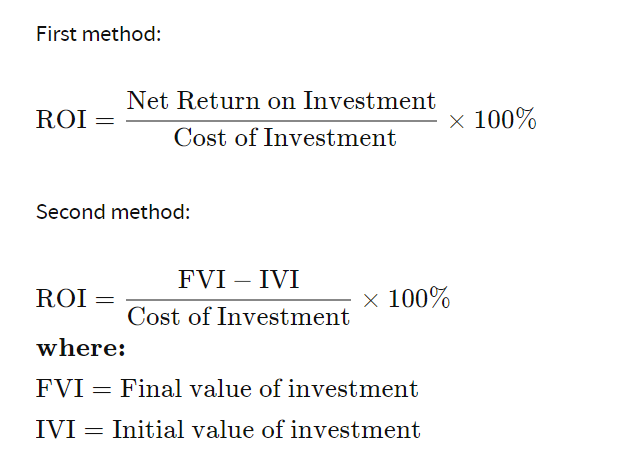 First method:
ROI = Net Return on Investment / Cost of Investment × 100%
Second method:
ROI = FVI − IVI / Cost of Investment × 100%
where:
FVI = Final value of investment
IVI = Initial value of investment